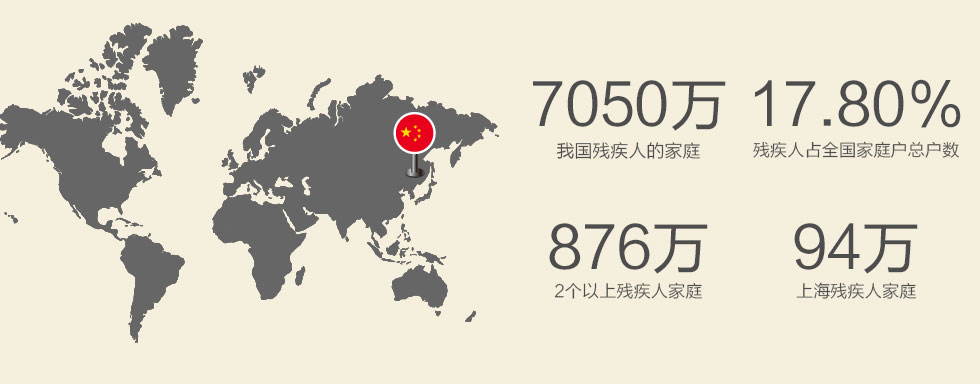 7050万
我国残疾人的家庭
17.80%
残疾人占全国家庭户总户数
876万
2个以上残疾人家庭
94万
上海残疾人家庭